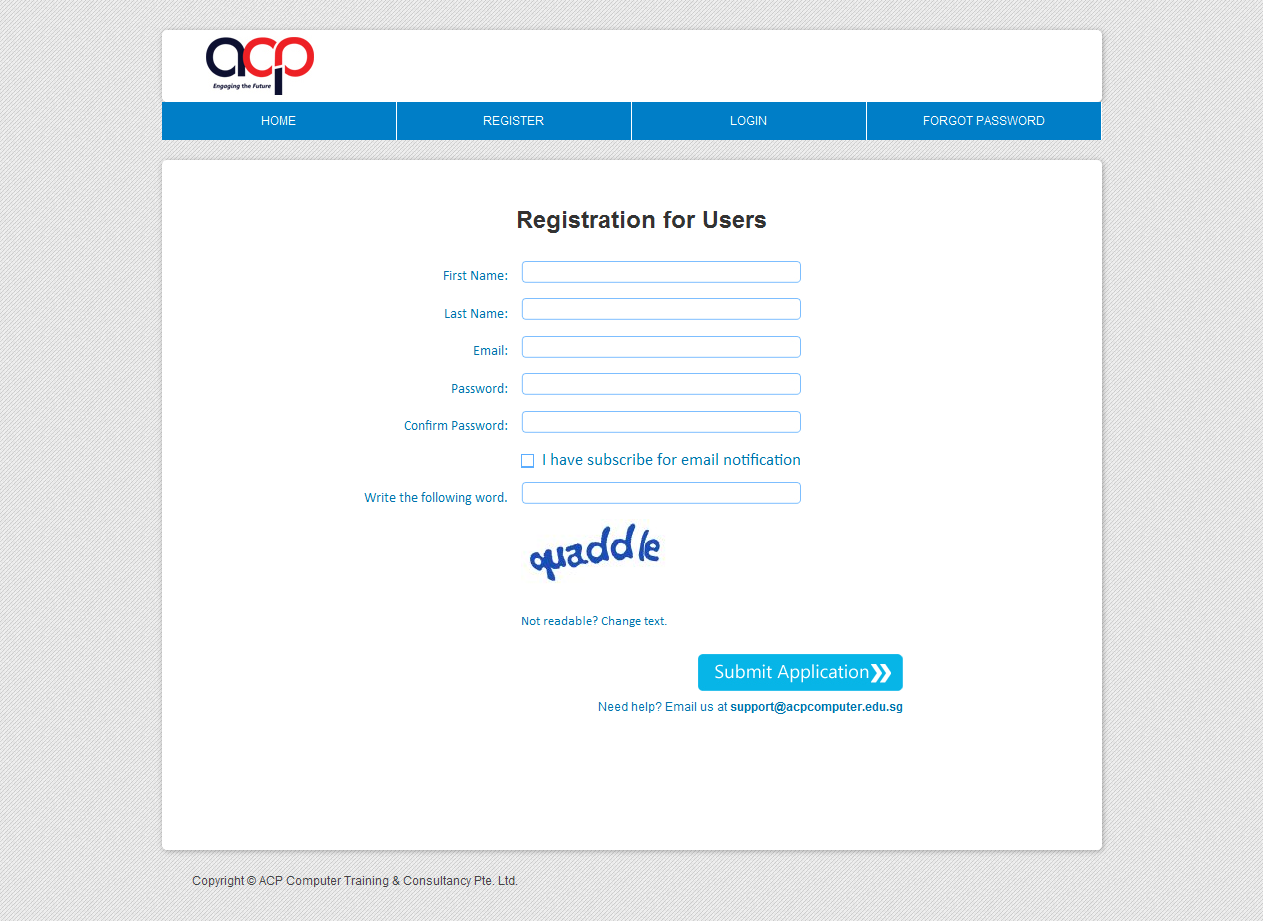 acp
Engaging the Future
HOME REGISTER LOGIN FORGOT PASSWORD
Registration for Users
First Name:
Last Name:
Email:
Password:
Confirm Password:
I have subscribe for email notification
Write the following word.
quaddle
Not readable? Change text.
Submit Application
Need help? Email us at support@acpcomputer.edu.sg
Copyright © ACP Computer Training & Consultancy Pte. Ltd.